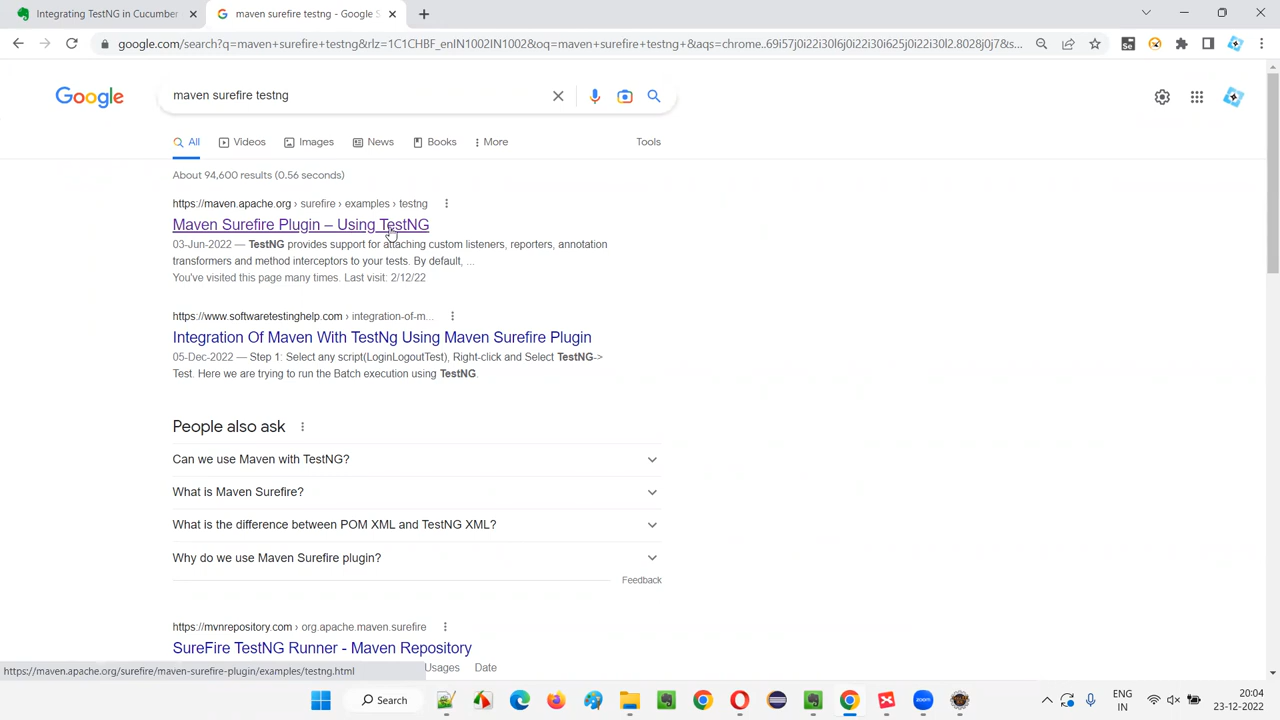 Integrating TestNG in Cucumber
maven surefire testng - Google S
google.com/search?q=maven+surefire+testng&rlz=1C1CHBF_enIN1002IN1002&oq=maven+surefire+testng+&aqs=chrome..69i57j0i22i30l6j0i22i30i625j0i22i30l2.8028j0j7&s...
Google
maven surefire testng
All
Videos
Images
News
Books
More
Tools
About 94,600 results (0.56 seconds)
https://maven.apache.org › surefire › examples › testng
Maven Surefire Plugin – Using TestNG
03-Jun-2022 — TestNG provides support for attaching custom listeners, reporters, annotation
transformers and method interceptors to your tests. By default, ...
You've visited this page many times. Last visit: 2/12/22
https://www.softwaretestinghelp.com › integration-of-m...
Integration Of Maven With TestNg Using Maven Surefire Plugin
05-Dec-2022 — Step 1: Select any script(LoginLogoutTest), Right-click and Select TestNG->
Test. Here we are trying to run the Batch execution using TestNG.
People also ask
Can we use Maven with TestNG?
What is Maven Surefire?
What is the difference between POM XML and TestNG XML?
Why do we use Maven Surefire plugin?
Feedback
https://mvnrepository.com › org.apache.maven.surefire
SureFire TestNG Runner - Maven Repository
https://maven.apache.org/surefire/maven-surefire-plugin/examples/testng.html
Usages Date
Search
zoom
ENG
IN
20:04
23-12-2022